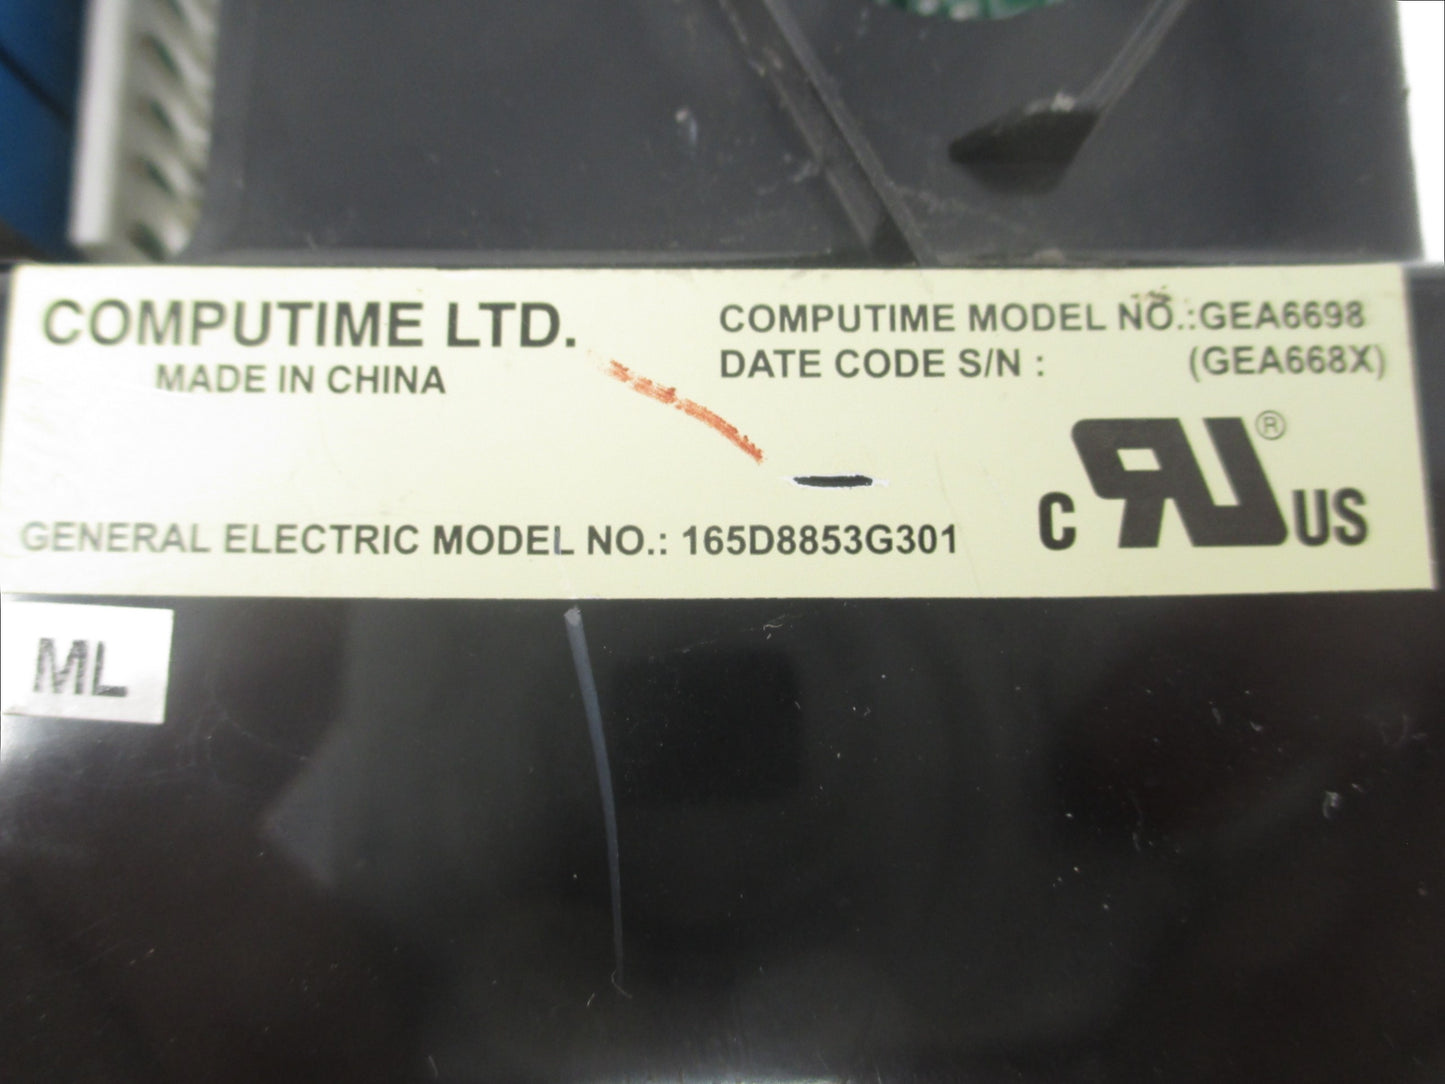 COMPUTIME LTD.
MADE IN CHINA
COMPUTIME MODEL NO.:GEA6698
DATE CODE S/N : (GEA668X)
GENERAL ELECTRIC MODEL NO.: 165D8853G301
C RU® US
ML